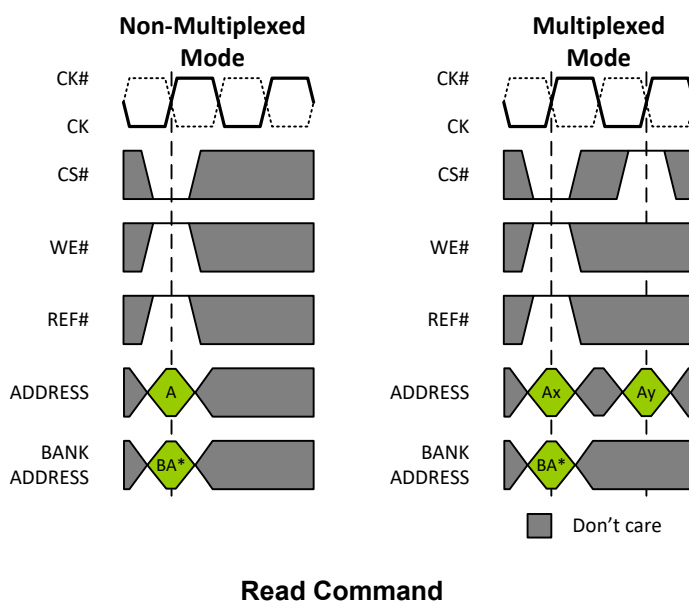 Non-Multiplexed
Mode
Multiplexed
Mode
CK#
CK
CS#
WE#
REF#
ADDRESS
A
BANK
ADDRESS
BA*
CK#
CK
CS#
WE#
REF#
ADDRESS
Ax
Ay
BANK
ADDRESS
BA*
Don’t care
Read Command